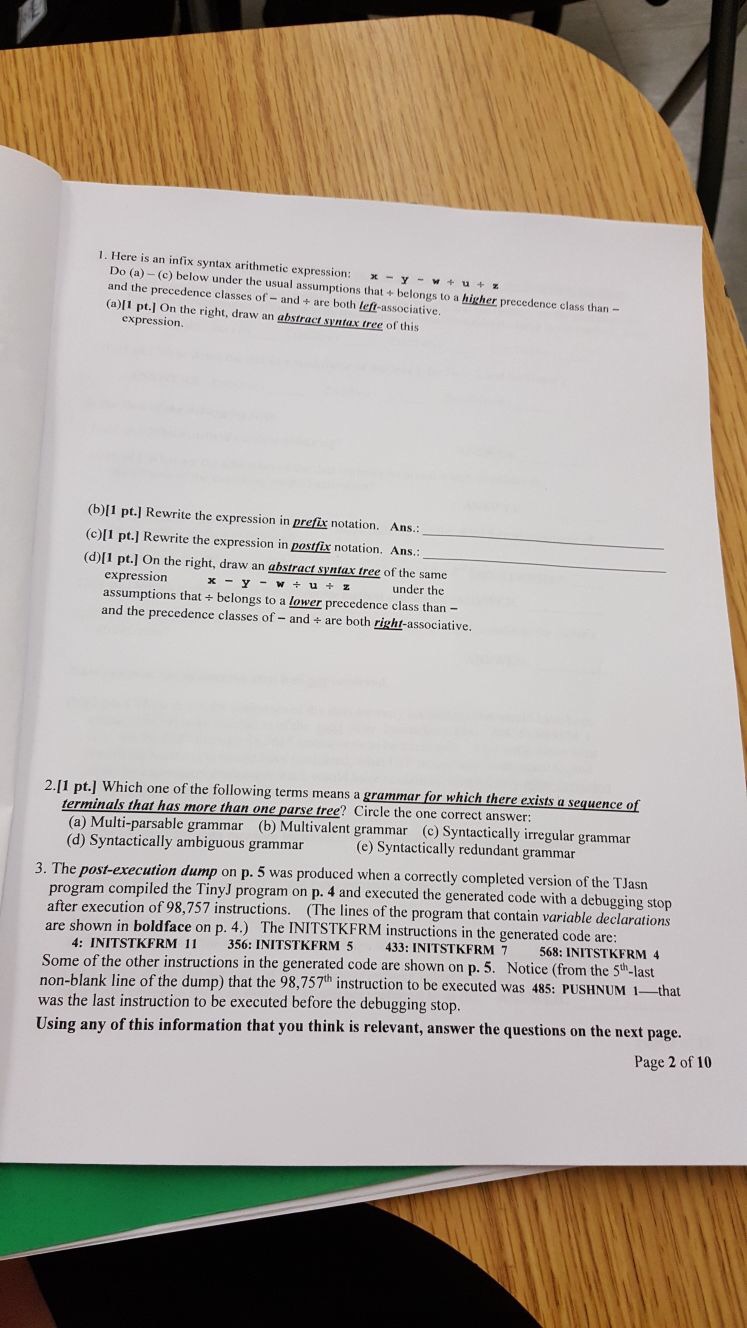 1. Here is an infix syntax arithmetic expression: x − y − w ÷ u ÷ z
Do (a) – (c) below under the usual assumptions that ÷ belongs to a higher precedence class than −
and the precedence classes of − and ÷ are both left-associative.
(a)[1 pt.] On the right, draw an abstract syntax tree of this
expression.
(b)[1 pt.] Rewrite the expression in prefix notation. Ans.:
(c)[1 pt.] Rewrite the expression in postfix notation. Ans.:
(d)[1 pt.] On the right, draw an abstract syntax tree of the same
expression x − y − w ÷ u ÷ z under the
assumptions that ÷ belongs to a lower precedence class than −
and the precedence classes of − and ÷ are both right-associative.
2.[1 pt.] Which one of the following terms means a grammar for which there exists a sequence of
terminals that has more than one parse tree? Circle the one correct answer:
(a) Multi-parsable grammar (b) Multivalent grammar (c) Syntactically irregular grammar
(d) Syntactically ambiguous grammar (e) Syntactically redundant grammar
3. The post-execution dump on p. 5 was produced when a correctly completed version of the TJasn
program compiled the TinyJ program on p. 4 and executed the generated code with a debugging stop
after execution of 98,757 instructions. (The lines of the program that contain variable declarations
are shown in boldface on p. 4.) The INITSTKFRM instructions in the generated code are:
4: INITSTKFRM 11 356: INITSTKFRM 5 433: INITSTKFRM 7 568: INITSTKFRM 4
Some of the other instructions in the generated code are shown on p. 5. Notice (from the 5th-last
non-blank line of the dump) that the 98,757th instruction to be executed was 485: PUSHNUM 1—that
was the last instruction to be executed before the debugging stop.
Using any of this information that you think is relevant, answer the questions on the next page.
Page 2 of 10